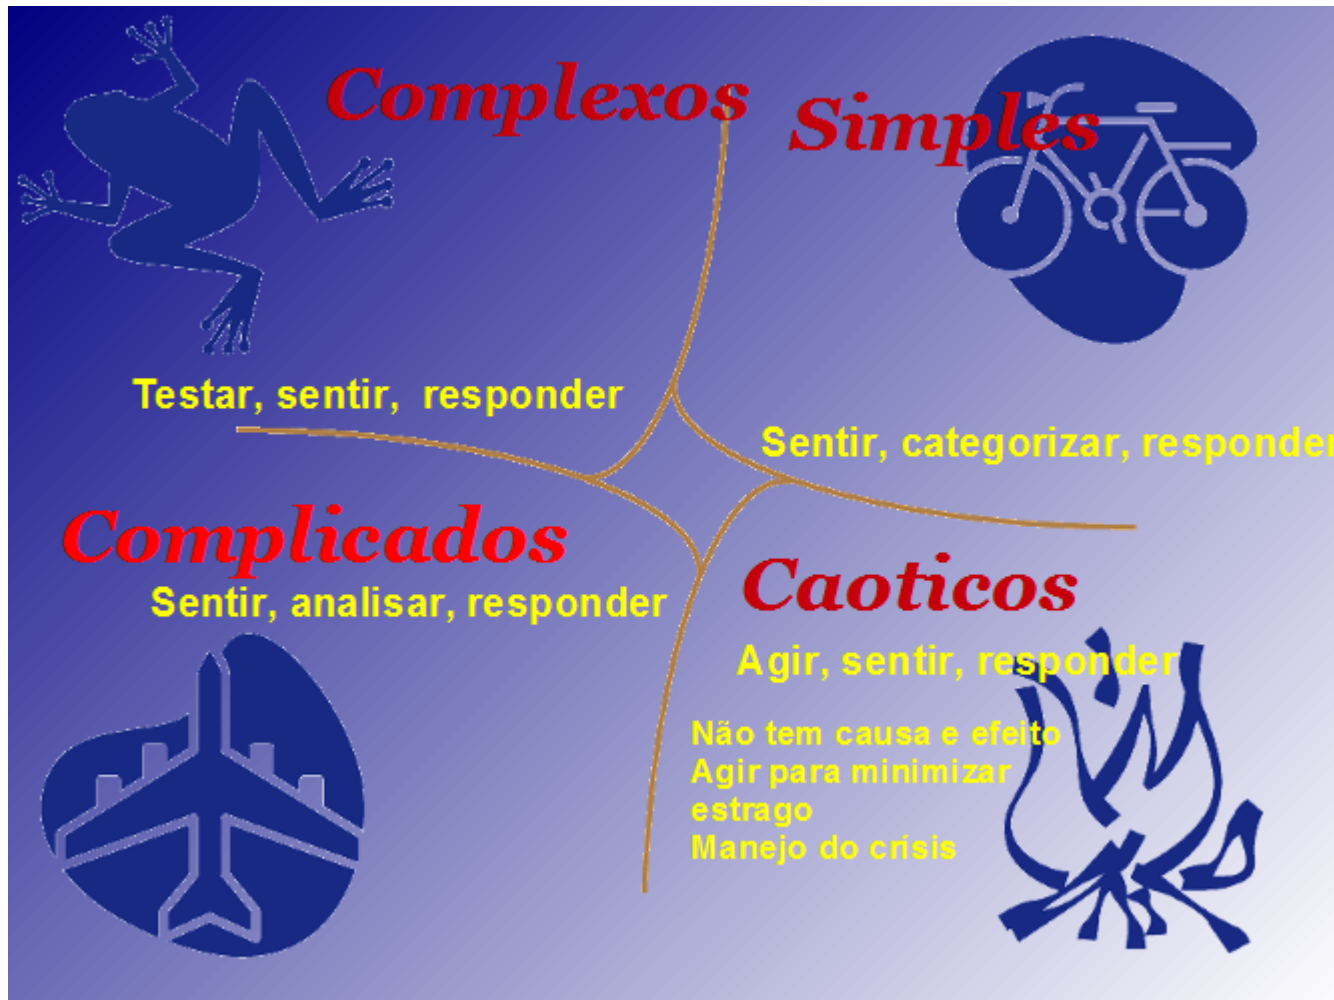 Complexos
Simples
Testar, sentir, responder
Sentir, categorizar, responder
Complicados
Sentir, analisar, responder
Caoticos
Agir, sentir, responder
Não tem causa e efeito
Agir para minimizar
estrago
Manejo do crísis